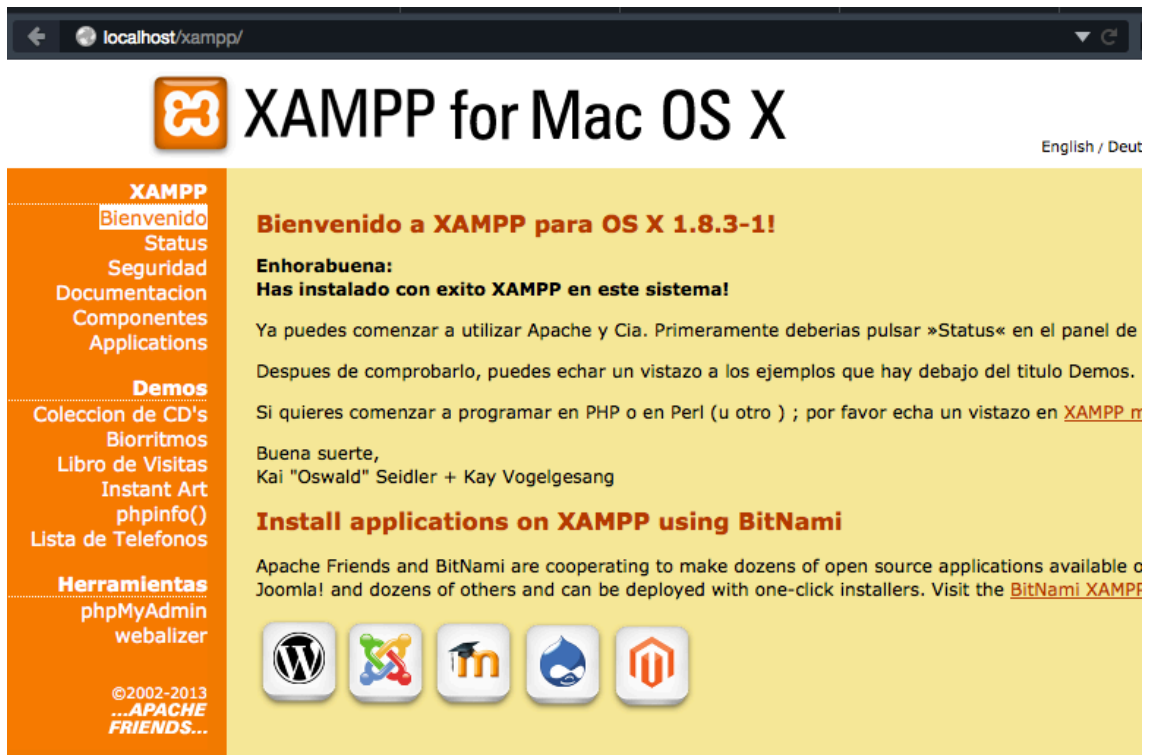 localhost/xampp/
XAMPP for Mac OS X
English / Deut
XAMPP
Bienvenido
Status
Seguridad
Documentacion
Componentes
Applications
Demos
Coleccion de CD's
Biorritmos
Libro de Visitas
Instant Art
phpinfo()
Lista de Telefonos
Herramientas
phpMyAdmin
webalizer
©2002-2013
...APACHE
FRIENDS...
Bienvenido a XAMPP para OS X 1.8.3-1!
Enhorabuena:
Has instalado con exito XAMPP en este sistema!
Ya puedes comenzar a utilizar Apache y Cia. Primeramente deberias pulsar »Status« en el panel de
Despues de comprobarlo, puedes echar un vistazo a los ejemplos que hay debajo del titulo Demos.
Si quieres comenzar a programar en PHP o en Perl (u otro ) ; por favor echa un vistazo en XAMPP m
Buena suerte,
Kai "Oswald" Seidler + Kay Vogelgesang
Install applications on XAMPP using BitNami
Apache Friends and BitNami are cooperating to make dozens of open source applications available o
Joomla! and dozens of others and can be deployed with one-click installers. Visit the BitNami XAMPP